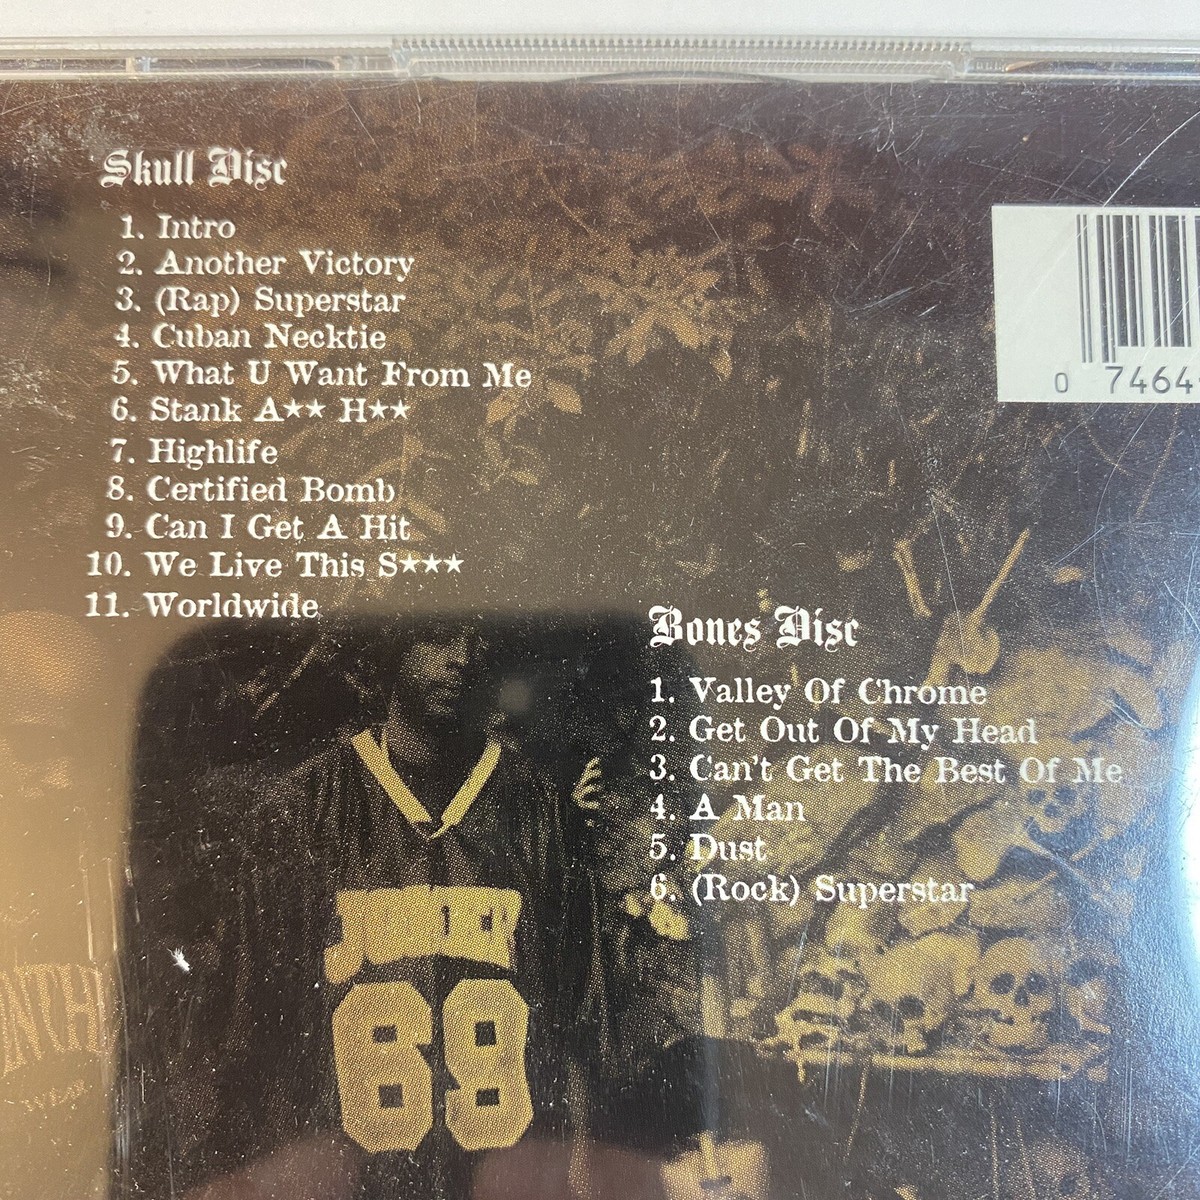 Skull Disc
1. Intro
2. Another Victory
3. (Rap) Superstar
4. Cuban Necktie
5. What U Want From Me
6. Stank A★★ H★★
7. Highlife
8. Certified Bomb
9. Can I Get A Hit
10. We Live This S★★★
11. Worldwide
Bones Disc
1. Valley Of Chrome
2. Get Out Of My Head
3. Can't Get The Best Of Me
4. A Man
5. Dust
6. (Rock) Superstar
0 7464
69